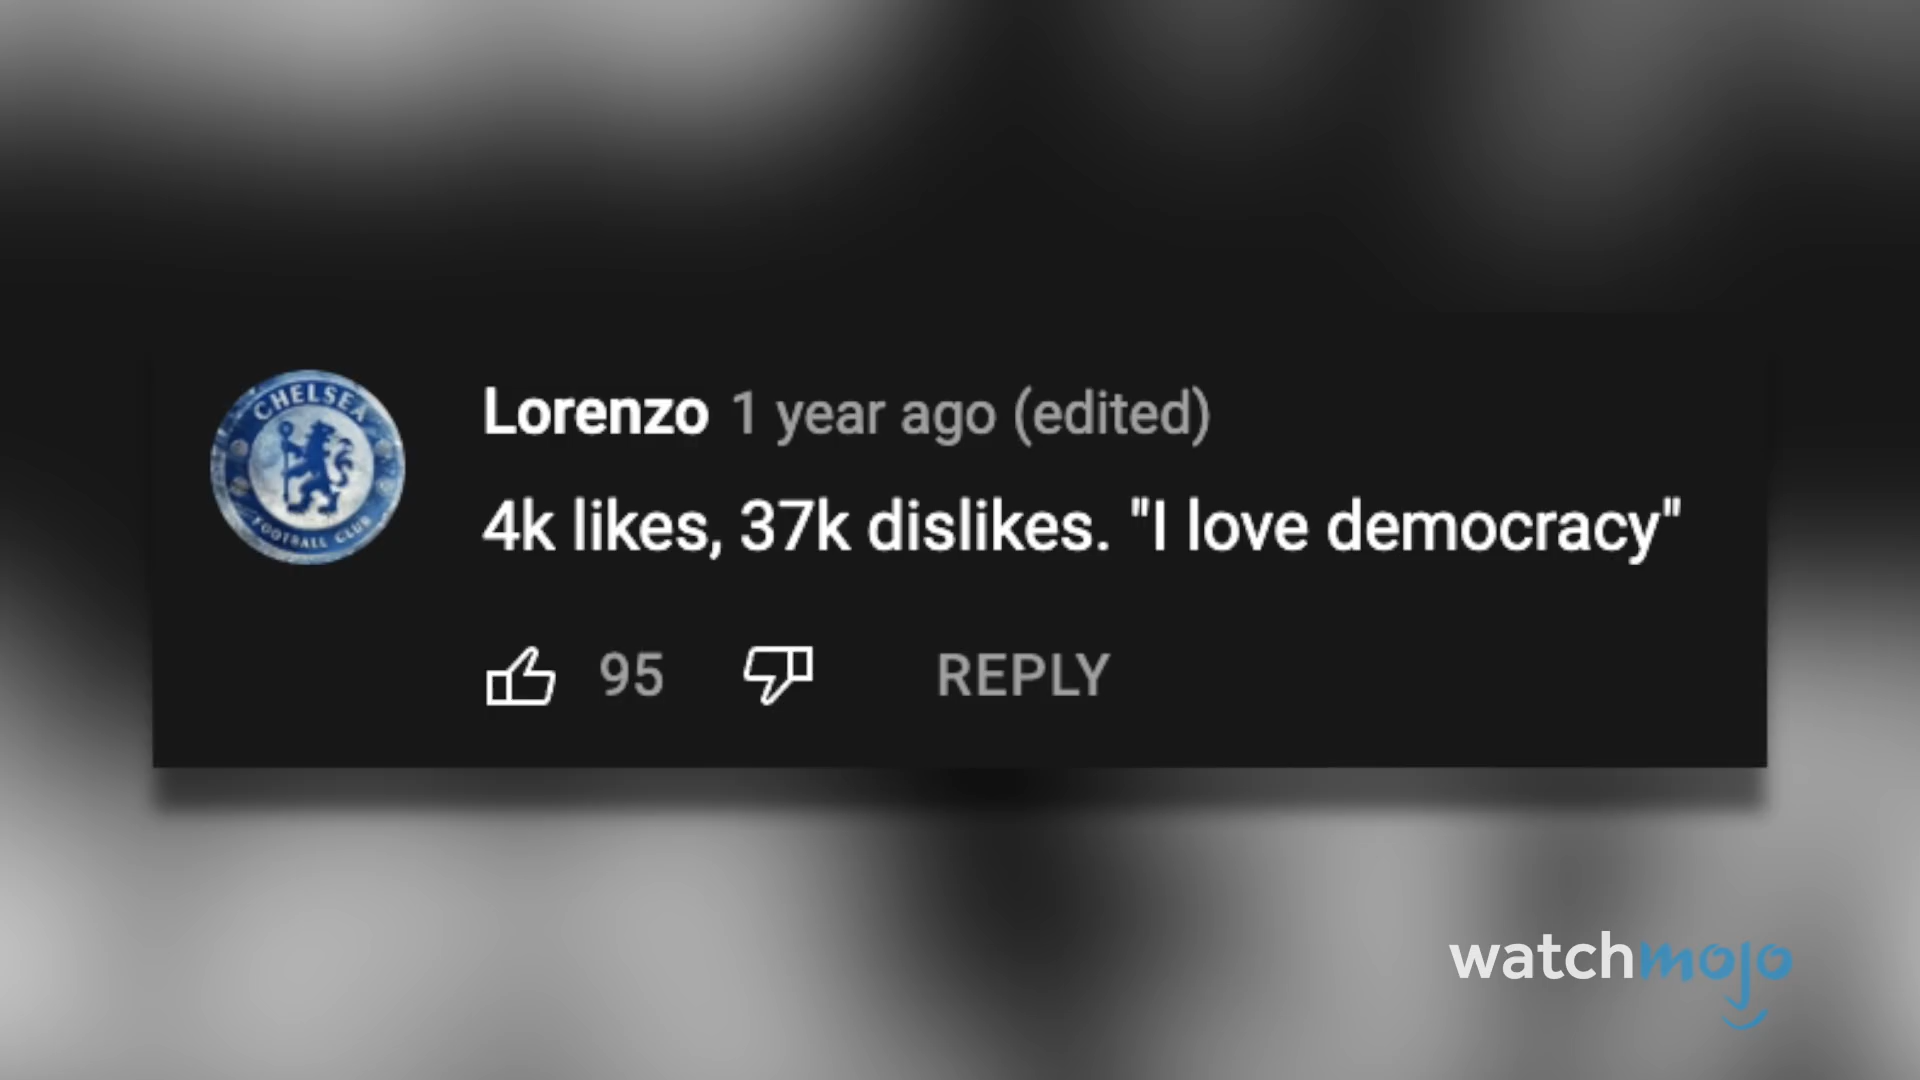 CHELSEA
FOOTBALL CLUB
Lorenzo 1 year ago (edited)
4k likes, 37k dislikes. "I love democracy"
95 REPLY
watchmojo